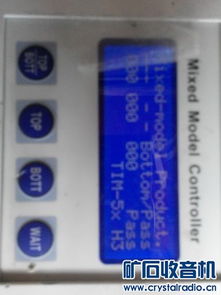 Mixed Model Controller
-Mixed-Mode Product.
Bottom/Pass
000 000 000 Pass
TIM-5x H3
TOP
BOTT
TOP
BOTT
WAIT
矿石收音机
www.crystalradio.cn